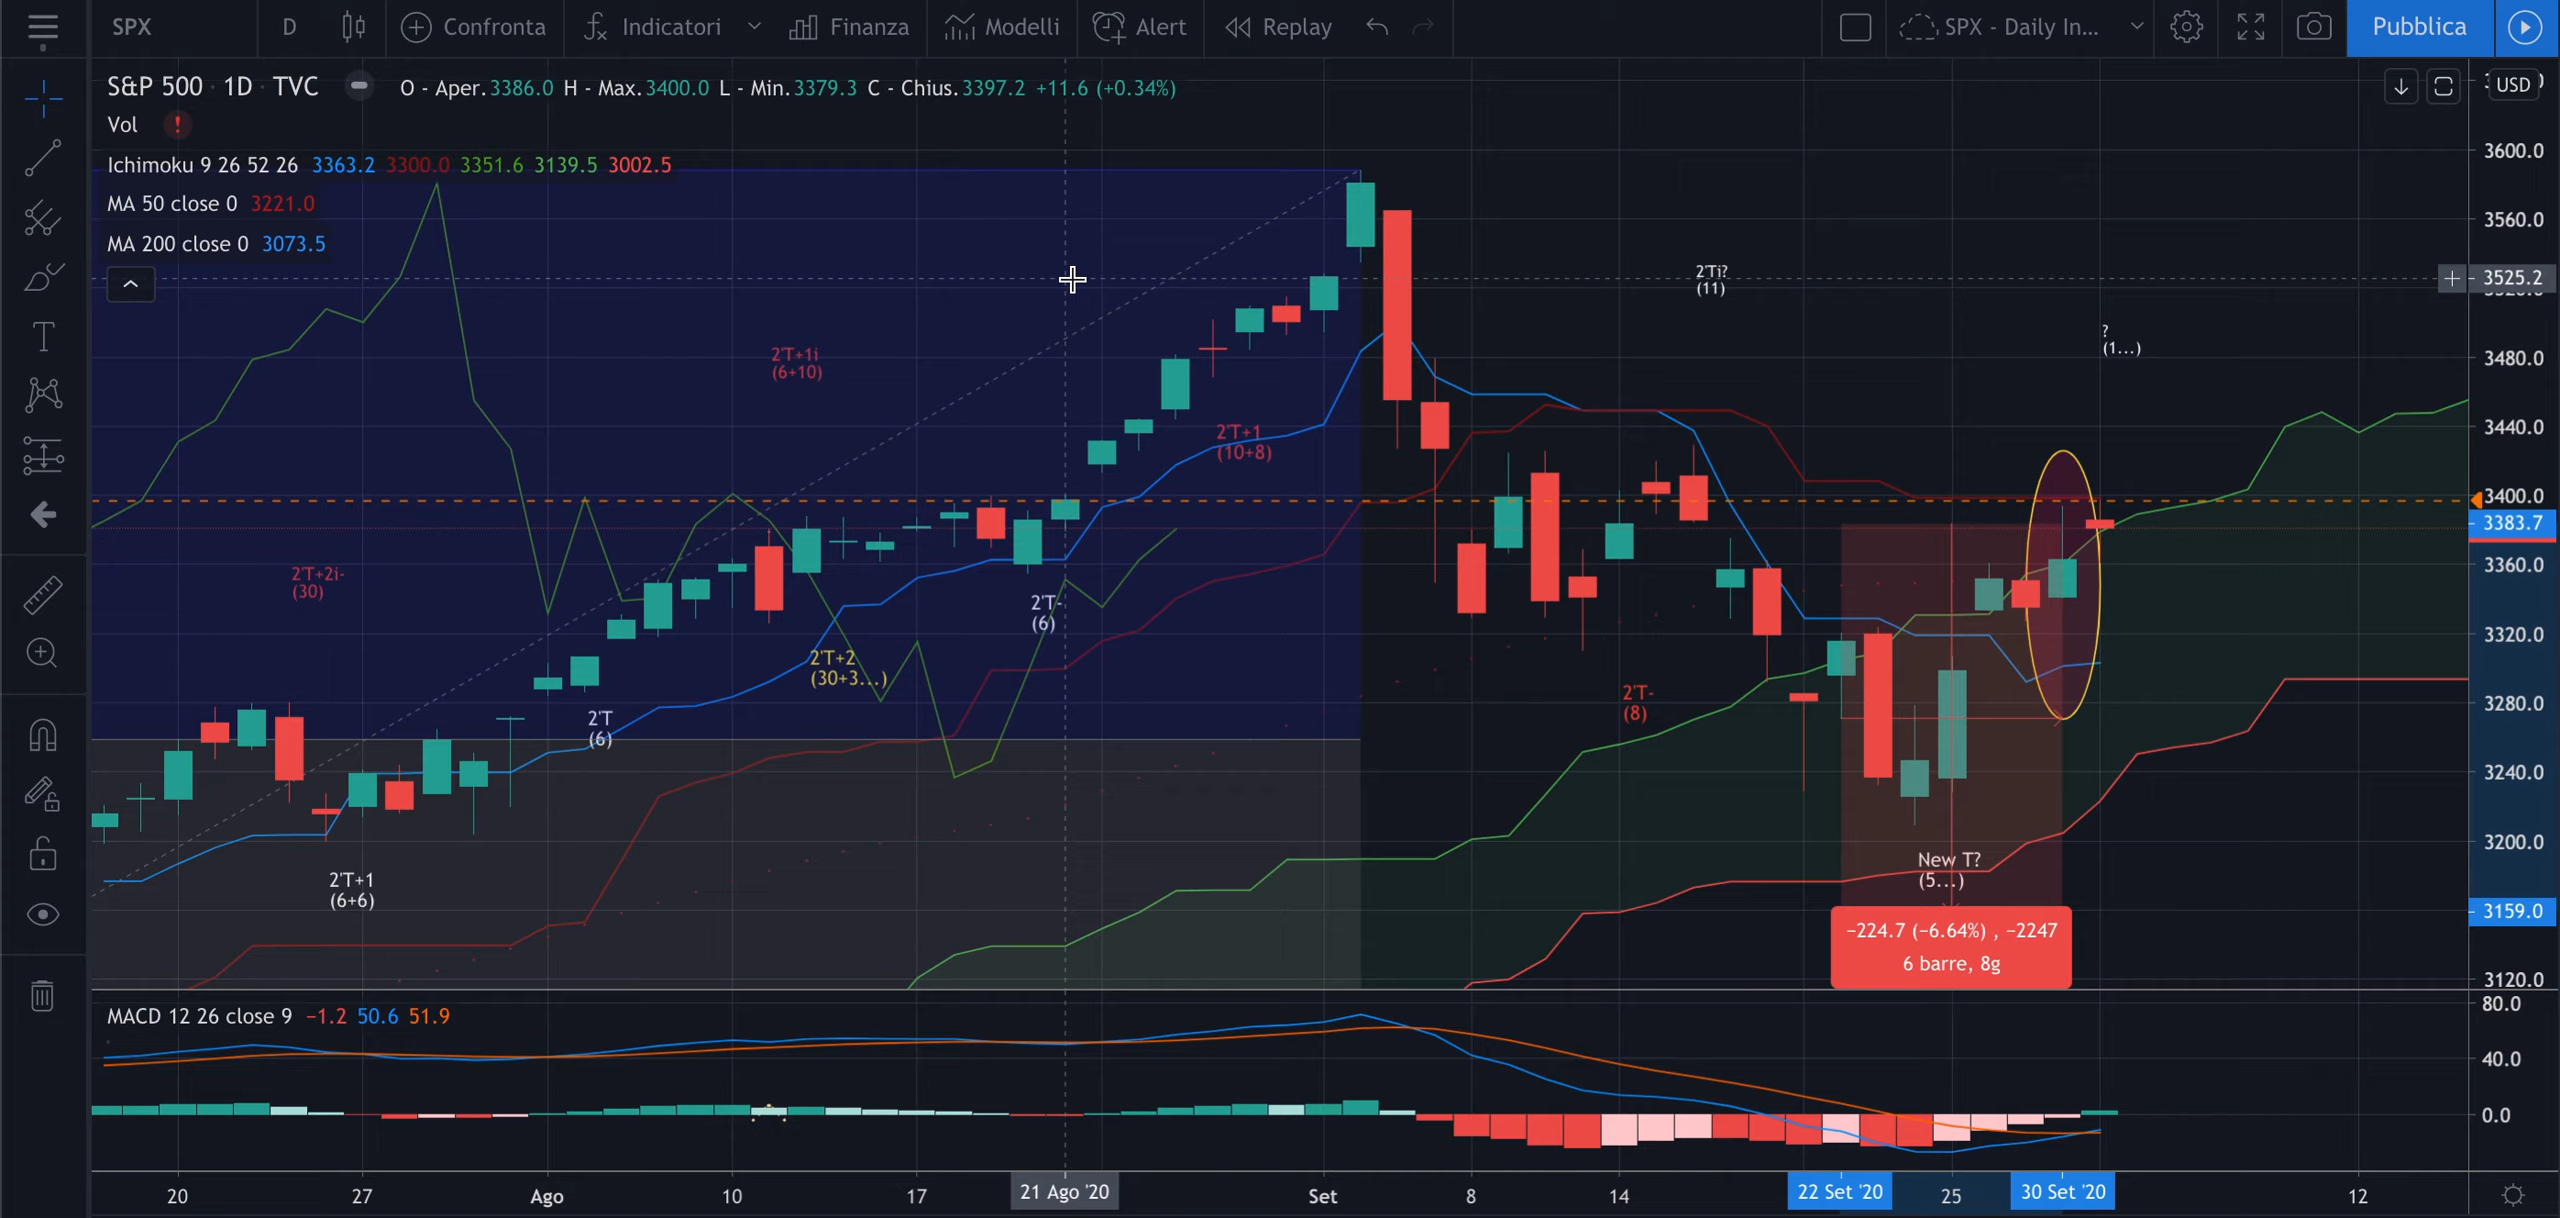 SPX D Confronta Indicatori Finanza Modelli Alert Replay SPX - Daily In... Pubblica
S&P 500 · 1D · TVC O - Aper.3386.0 H - Max.3400.0 L - Min.3379.3 C - Chius.3397.2 +11.6 (+0.34%)
USD
Vol !
Ichimoku 9 26 52 26 3363.2 3300.0 3351.6 3139.5 3002.5
MA 50 close 0 3221.0
MA 200 close 0 3073.5
3600.0
3560.0
3525.2
3480.0
3440.0
3400.0
3383.7
3360.0
3320.0
3280.0
3240.0
3200.0
3159.0
3120.0
2'Ti?
(11)
?
(1...)
2'T+1i
(6+10)
2'T+1
(10+8)
2'T+2i-
(30)
2'T-
(6)
2'T+2
(30+3...)
2'T-
(8)
2'T
(6)
2'T+1
(6+6)
New T?
(5...)
−224.7 (−6.64%) , −2247
6 barre, 8g
MACD 12 26 close 9 −1.2 50.6 51.9
80.0
40.0
0.0
20 27 Ago 10 17 21 Ago '20 Set 8 14 22 Set '20 25 30 Set '20 12